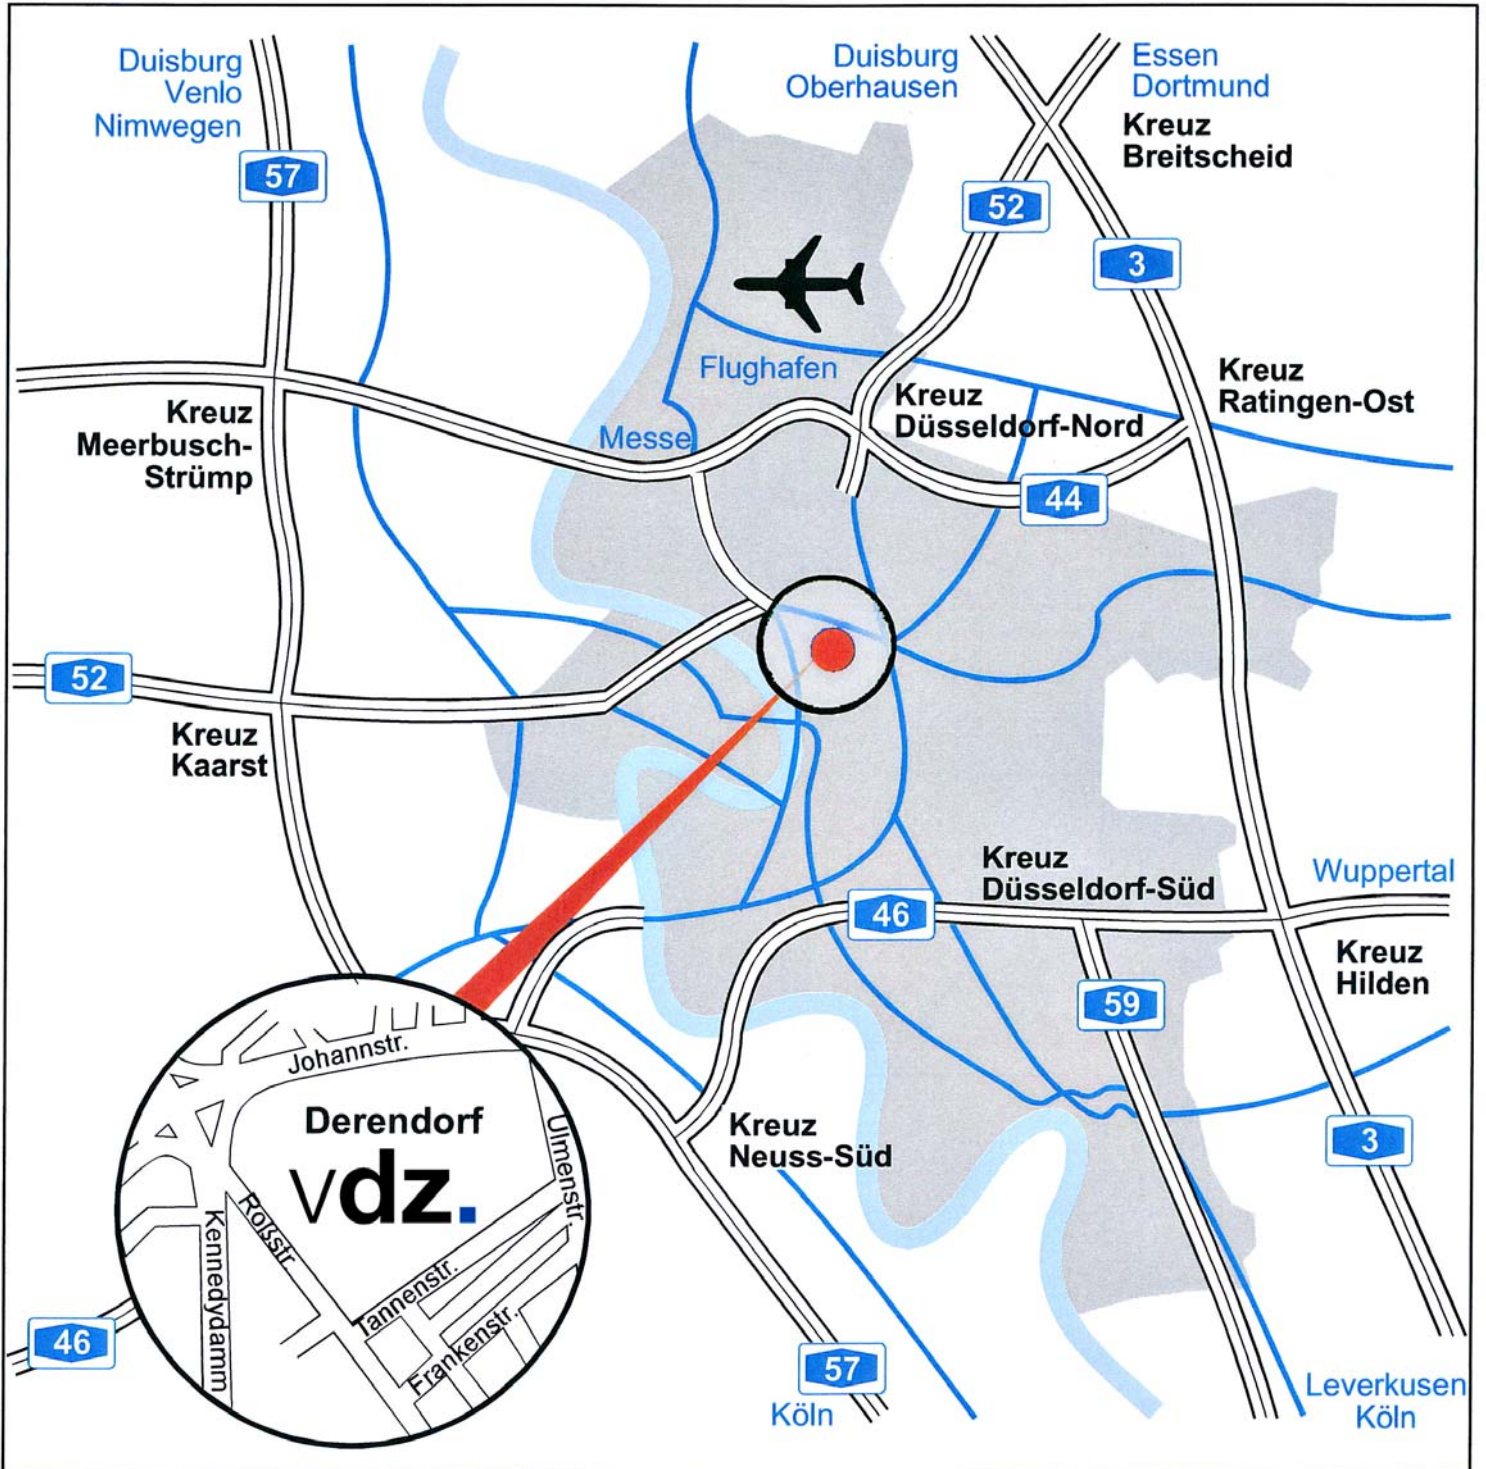 Duisburg
Venlo
Nimwegen
57
Duisburg
Oberhausen
Essen
Dortmund
Kreuz
Breitscheid
52
3
Flughafen
Kreuz
Ratingen-Ost
Kreuz
Düsseldorf-Nord
Kreuz
Meerbusch-
Strümp
Messe
44
52
Kreuz
Kaarst
Kreuz
Düsseldorf-Süd
Wuppertal
46
Kreuz
Hilden
59
Johannstr.
Derendorf
vdz.
Ulmenstr.
Roßstr.
Kennedydamm
Tannenstr.
Frankenstr.
Kreuz
Neuss-Süd
3
46
57
Köln
Leverkusen
Köln